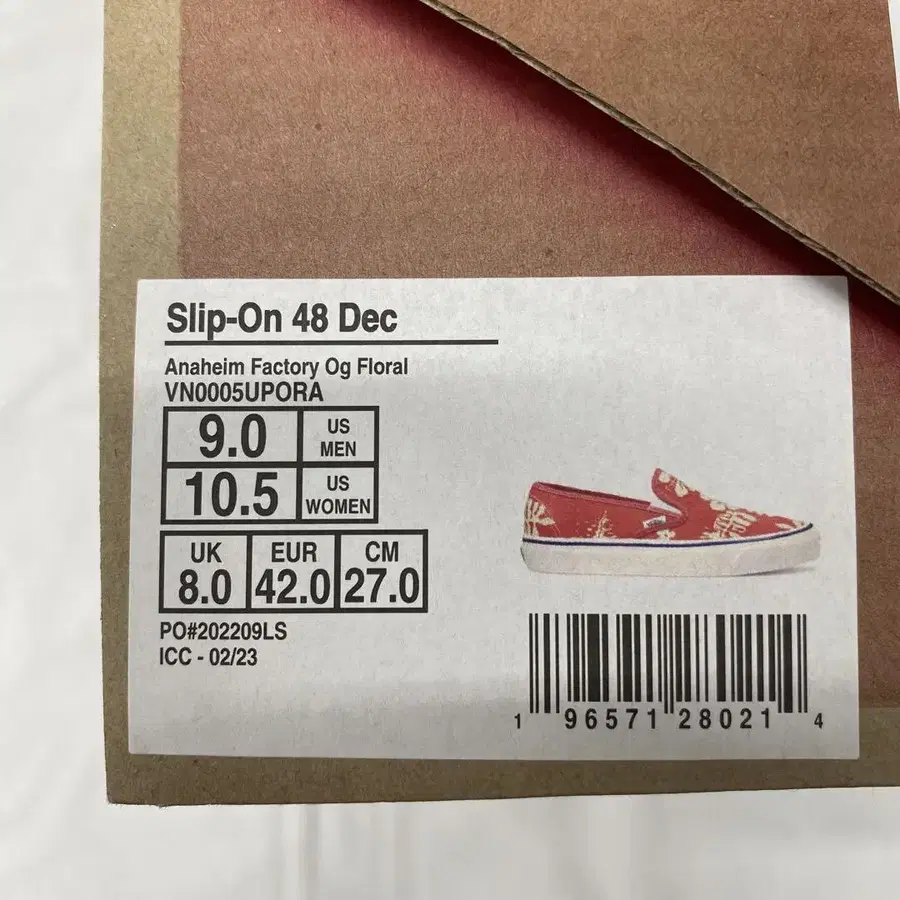 Slip-On 48 Dec
Anaheim Factory Og Floral
VN0005UPORA
9.0 US MEN
10.5 US WOMEN
UK EUR CM
8.0 42.0 27.0
PO#202209LS
ICC - 02/23
1 96571 28021 4